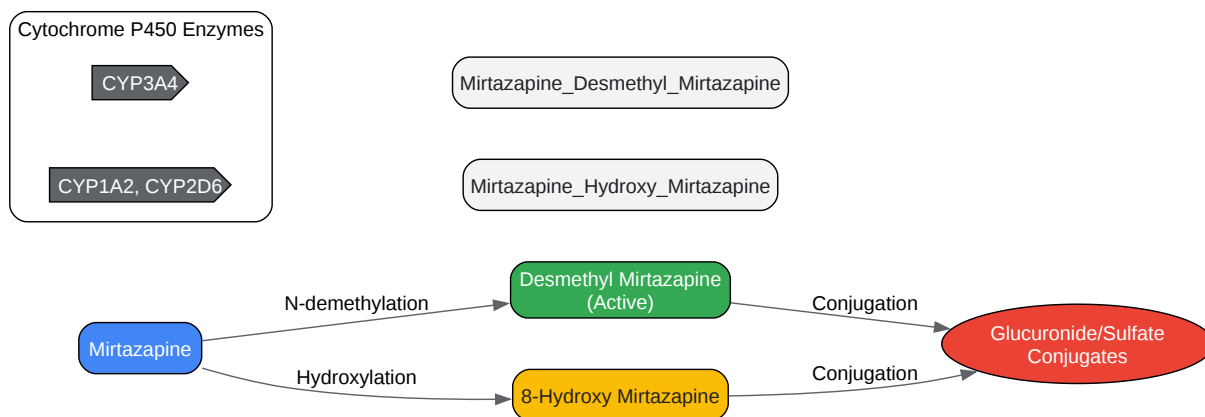 Cytochrome P450 Enzymes
CYP3A4
CYP1A2, CYP2D6
Mirtazapine_Desmethyl_Mirtazapine
Mirtazapine_Hydroxy_Mirtazapine
Mirtazapine
N-demethylation
Hydroxylation
Desmethyl Mirtazapine
(Active)
8-Hydroxy Mirtazapine
Conjugation
Conjugation
Glucuronide/Sulfate
Conjugates